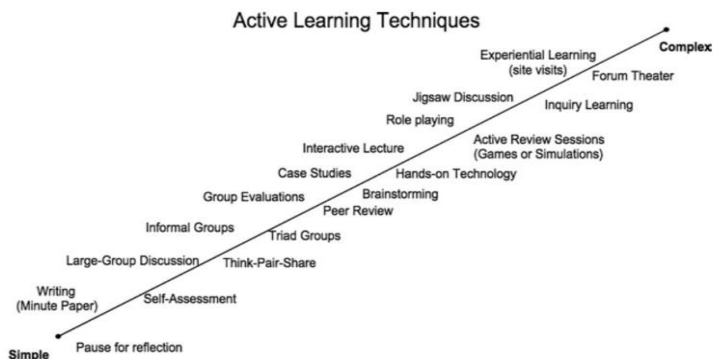 Active Learning Techniques
Complex
Experiential Learning
(site visits)
Forum Theater
Jigsaw Discussion
Inquiry Learning
Role playing
Active Review Sessions
(Games or Simulations)
Interactive Lecture
Case Studies
Hands-on Technology
Group Evaluations
Brainstorming
Peer Review
Informal Groups
Triad Groups
Large-Group Discussion
Think-Pair-Share
Writing
(Minute Paper)
Self-Assessment
Pause for reflection
Simple